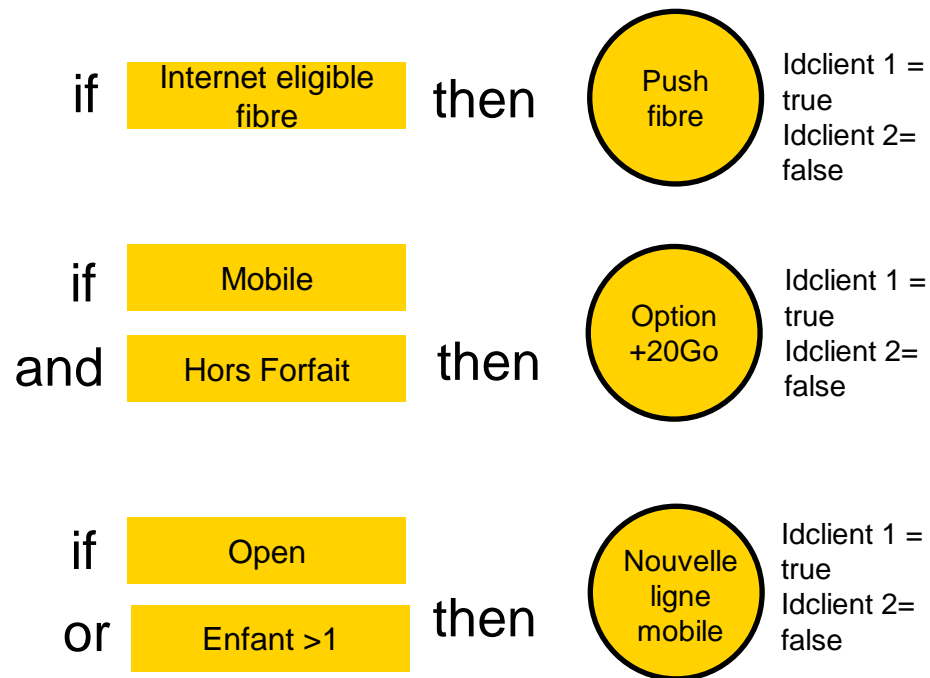 if
Internet eligible
fibre
then
Push
fibre
Idclient 1 =
true
Idclient 2=
false
if
Mobile
and
Hors Forfait
then
Option
+20Go
Idclient 1 =
true
Idclient 2=
false
if
Open
or
Enfant >1
then
Nouvelle
ligne
mobile
Idclient 1 =
true
Idclient 2=
false